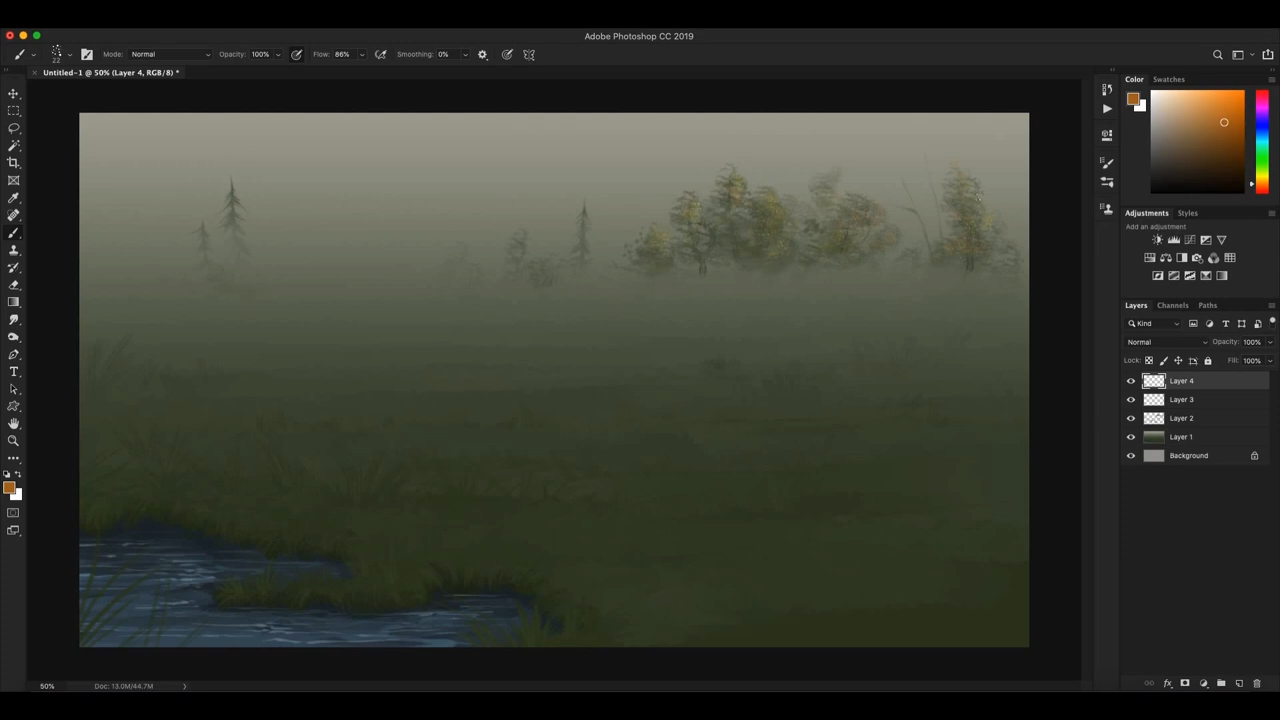 Adobe Photoshop CC 2019
22 Mode: Normal Opacity: 100% Flow: 86% Smoothing: 0%
Untitled-1 @ 50% (Layer 4, RGB/8) *
Color Swatches
Adjustments Styles
Add an adjustment
Layers Channels Paths
Kind
Normal Opacity: 100%
Lock: Fill: 100%
Layer 4
Layer 3
Layer 2
Layer 1
Background
fx
50% Doc: 13.0M/44.7M